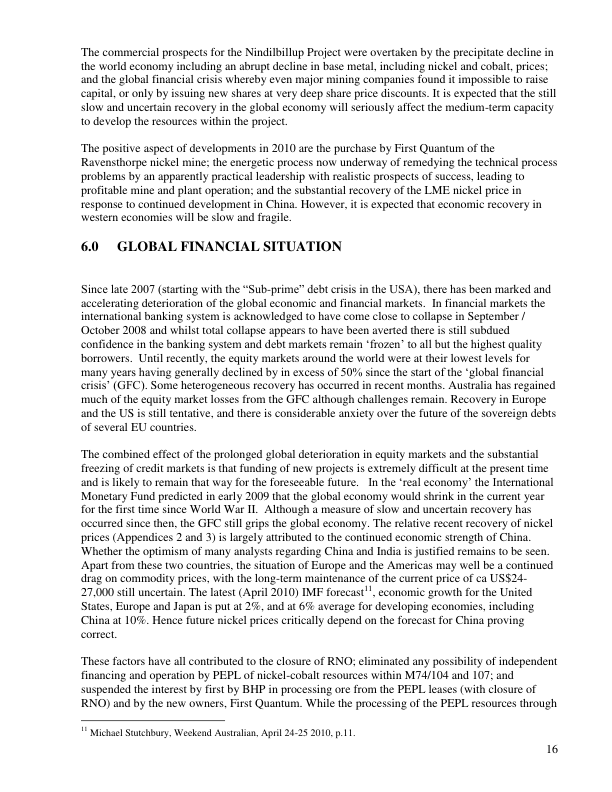 The commercial prospects for the Nindilbillup Project were overtaken by the precipitate decline in
the world economy including an abrupt decline in base metal, including nickel and cobalt, prices;
and the global financial crisis whereby even major mining companies found it impossible to raise
capital, or only by issuing new shares at very deep share price discounts. It is expected that the still
slow and uncertain recovery in the global economy will seriously affect the medium-term capacity
to develop the resources within the project.
The positive aspect of developments in 2010 are the purchase by First Quantum of the
Ravensthorpe nickel mine; the energetic process now underway of remedying the technical process
problems by an apparently practical leadership with realistic prospects of success, leading to
profitable mine and plant operation; and the substantial recovery of the LME nickel price in
response to continued development in China. However, it is expected that economic recovery in
western economies will be slow and fragile.
6.0 GLOBAL FINANCIAL SITUATION
Since late 2007 (starting with the “Sub-prime” debt crisis in the USA), there has been marked and
accelerating deterioration of the global economic and financial markets. In financial markets the
international banking system is acknowledged to have come close to collapse in September /
October 2008 and whilst total collapse appears to have been averted there is still subdued
confidence in the banking system and debt markets remain ‘frozen’ to all but the highest quality
borrowers. Until recently, the equity markets around the world were at their lowest levels for
many years having generally declined by in excess of 50% since the start of the ‘global financial
crisis’ (GFC). Some heterogeneous recovery has occurred in recent months. Australia has regained
much of the equity market losses from the GFC although challenges remain. Recovery in Europe
and the US is still tentative, and there is considerable anxiety over the future of the sovereign debts
of several EU countries.
The combined effect of the prolonged global deterioration in equity markets and the substantial
freezing of credit markets is that funding of new projects is extremely difficult at the present time
and is likely to remain that way for the foreseeable future. In the ‘real economy’ the International
Monetary Fund predicted in early 2009 that the global economy would shrink in the current year
for the first time since World War II. Although a measure of slow and uncertain recovery has
occurred since then, the GFC still grips the global economy. The relative recent recovery of nickel
prices (Appendices 2 and 3) is largely attributed to the continued economic strength of China.
Whether the optimism of many analysts regarding China and India is justified remains to be seen.
Apart from these two countries, the situation of Europe and the Americas may well be a continued
drag on commodity prices, with the long-term maintenance of the current price of ca US$24-
27,000 still uncertain. The latest (April 2010) IMF forecast11, economic growth for the United
States, Europe and Japan is put at 2%, and at 6% average for developing economies, including
China at 10%. Hence future nickel prices critically depend on the forecast for China proving
correct.
These factors have all contributed to the closure of RNO; eliminated any possibility of independent
financing and operation by PEPL of nickel-cobalt resources within M74/104 and 107; and
suspended the interest by first by BHP in processing ore from the PEPL leases (with closure of
RNO) and by the new owners, First Quantum. While the processing of the PEPL resources through
11 Michael Stutchbury, Weekend Australian, April 24-25 2010, p.11.
16